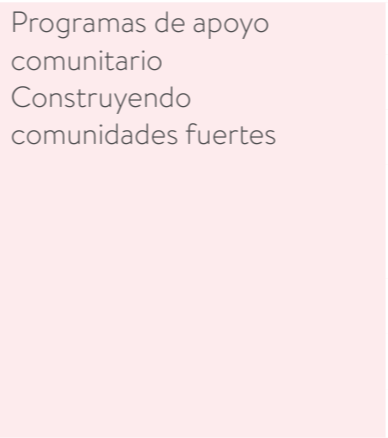 Programas de apoyo
comunitario
Construyendo
comunidades fuertes